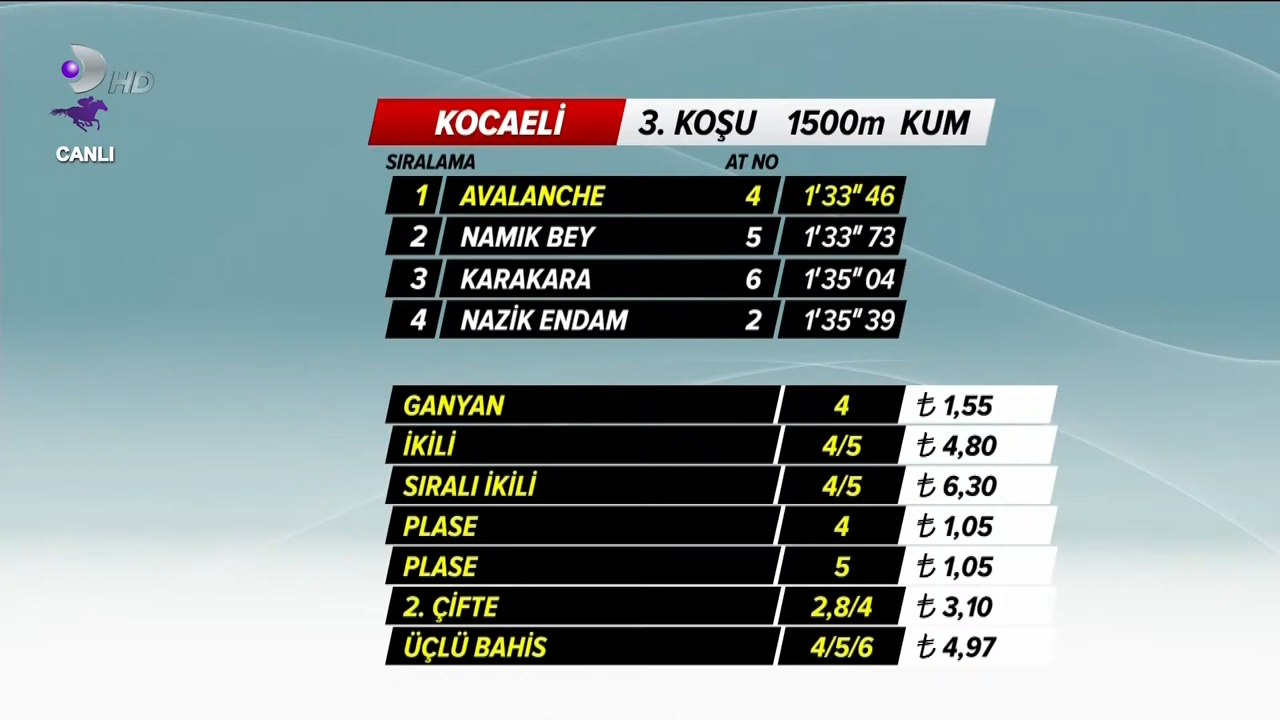 D HD
CANLI
KOCAELİ 3. KOŞU 1500m KUM
SIRALAMA AT NO
1 AVALANCHE 4 1'33"46
2 NAMIK BEY 5 1'33"73
3 KARAKARA 6 1'35"04
4 NAZİK ENDAM 2 1'35"39
GANYAN 4 ₺ 1,55
İKİLİ 4/5 ₺ 4,80
SIRALI İKİLİ 4/5 ₺ 6,30
PLASE 4 ₺ 1,05
PLASE 5 ₺ 1,05
2. ÇİFTE 2,8/4 ₺ 3,10
ÜÇLÜ BAHİS 4/5/6 ₺ 4,97